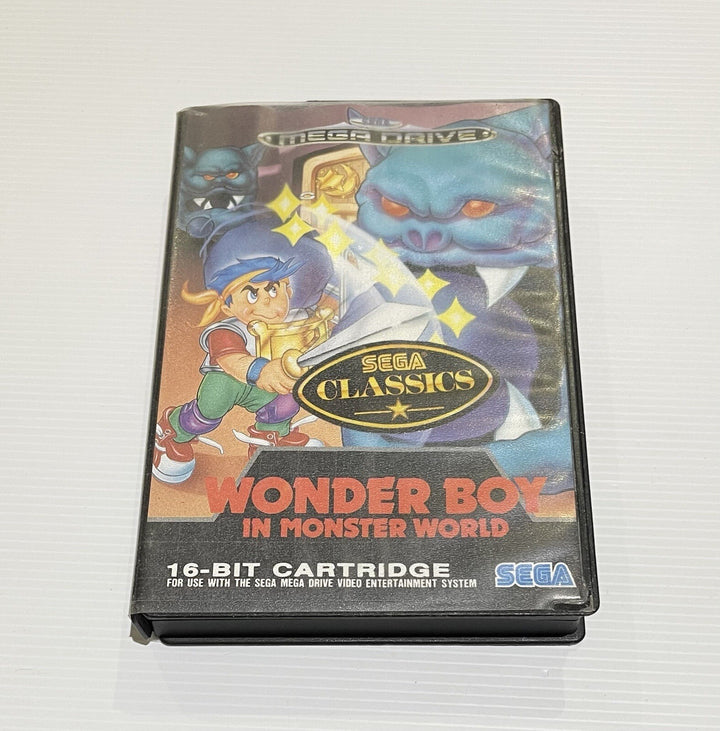 SEGA
MEGA DRIVE
SEGA
CLASSICS
WONDER BOY
IN MONSTER WORLD
16-BIT CARTRIDGE
FOR USE WITH THE SEGA MEGA DRIVE VIDEO ENTERTAINMENT SYSTEM
SEGA